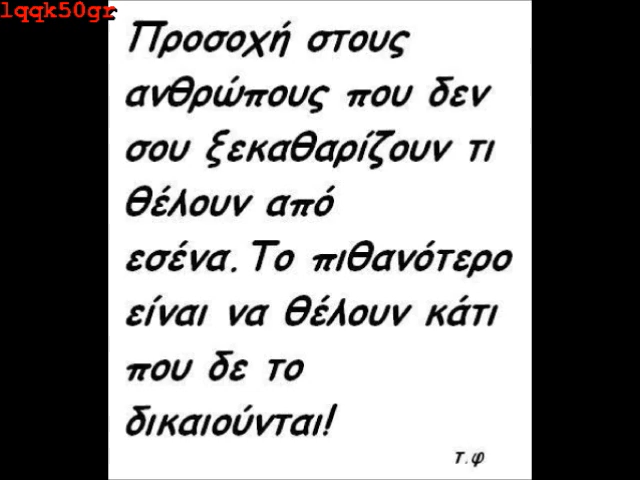 lqqk50gr
Προσοχή στους
ανθρώπους που δεν
σου ξεκαθαρίζουν τι
θέλουν από
εσένα. Το πιθανότερο
είναι να θέλουν κάτι
που δε το
δικαιούνται!
τ.φ